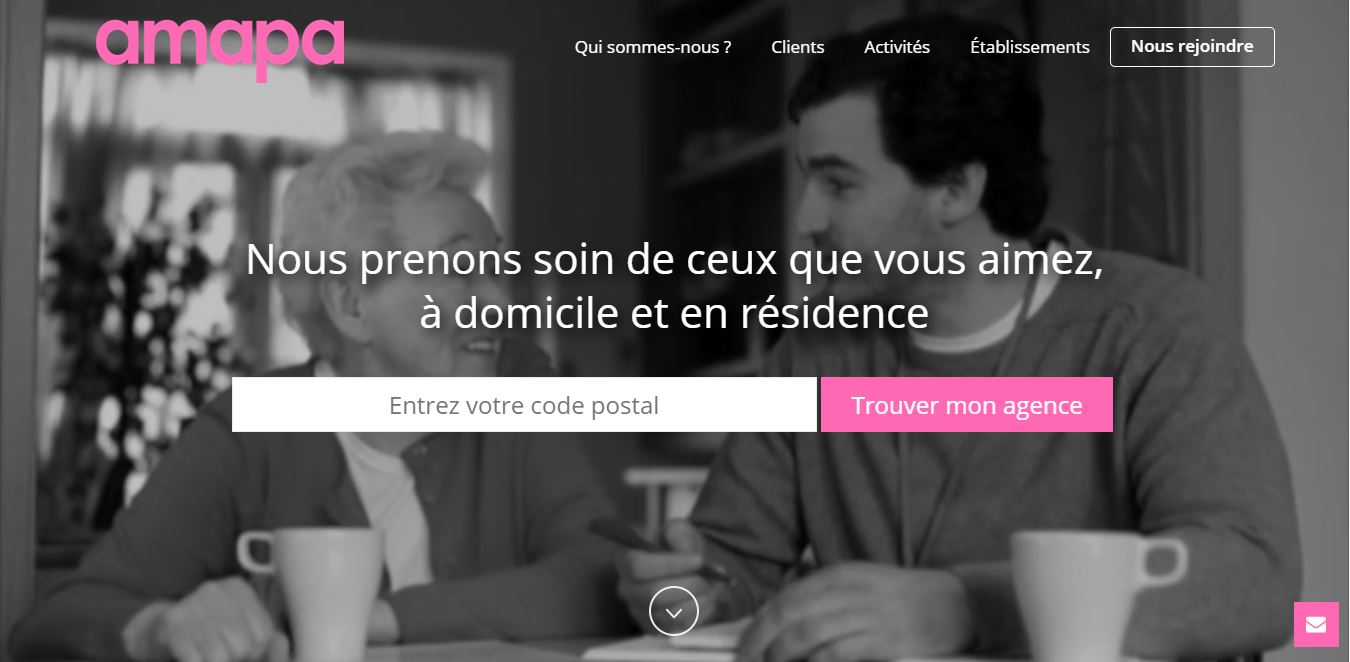 amapa
Qui sommes-nous ?
Clients
Activités
Établissements
Nous rejoindre
Nous prenons soin de ceux que vous aimez,
à domicile et en résidence
Entrez votre code postal
Trouver mon agence